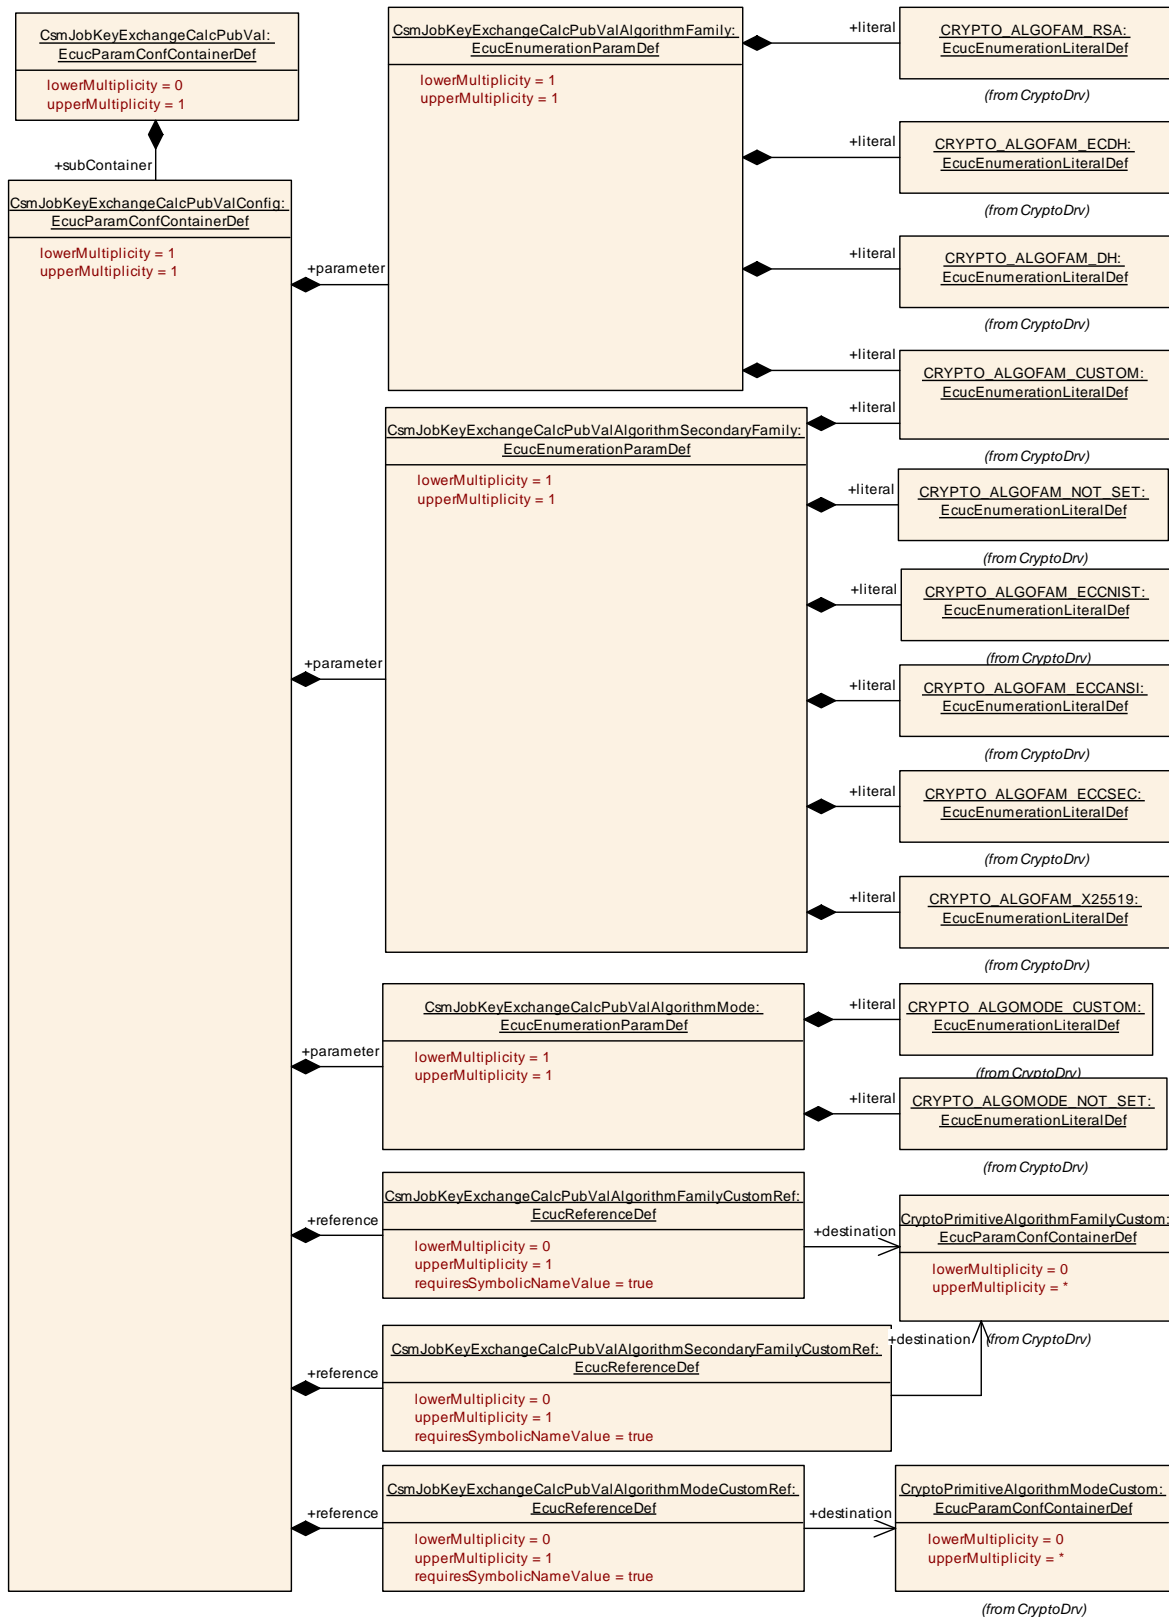 CsmJobKeyExchangeCalcPubVal:
EcucParamConfContainerDef
lowerMultiplicity = 0
upperMultiplicity = 1
+subContainer
CsmJobKeyExchangeCalcPubValConfig:
EcucParamConfContainerDef
lowerMultiplicity = 1
upperMultiplicity = 1
+parameter
CsmJobKeyExchangeCalcPubValAlgorithmFamily:
EcucEnumerationParamDef
lowerMultiplicity = 1
upperMultiplicity = 1
+literal
CRYPTO_ALGOFAM_RSA:
EcucEnumerationLiteralDef
(from CryptoDrv)
+literal
CRYPTO_ALGOFAM_ECDH:
EcucEnumerationLiteralDef
(from CryptoDrv)
+literal
CRYPTO_ALGOFAM_DH:
EcucEnumerationLiteralDef
(from CryptoDrv)
+literal
CRYPTO_ALGOFAM_CUSTOM:
EcucEnumerationLiteralDef
+literal
(from CryptoDrv)
+parameter
CsmJobKeyExchangeCalcPubValAlgorithmSecondaryFamily:
EcucEnumerationParamDef
lowerMultiplicity = 1
upperMultiplicity = 1
+literal
CRYPTO_ALGOFAM_NOT_SET:
EcucEnumerationLiteralDef
(from CryptoDrv)
+literal
CRYPTO_ALGOFAM_ECCNIST:
EcucEnumerationLiteralDef
(from CryptoDrv)
+literal
CRYPTO_ALGOFAM_ECCANSI:
EcucEnumerationLiteralDef
(from CryptoDrv)
+literal
CRYPTO_ALGOFAM_ECCSEC:
EcucEnumerationLiteralDef
(from CryptoDrv)
+literal
CRYPTO_ALGOFAM_X25519:
EcucEnumerationLiteralDef
(from CryptoDrv)
+parameter
CsmJobKeyExchangeCalcPubValAlgorithmMode:
EcucEnumerationParamDef
lowerMultiplicity = 1
upperMultiplicity = 1
+literal
CRYPTO_ALGOMODE_CUSTOM:
EcucEnumerationLiteralDef
(from CryptoDrv)
+literal
CRYPTO_ALGOMODE_NOT_SET:
EcucEnumerationLiteralDef
(from CryptoDrv)
+reference
CsmJobKeyExchangeCalcPubValAlgorithmFamilyCustomRef:
EcucReferenceDef
lowerMultiplicity = 0
upperMultiplicity = 1
requiresSymbolicNameValue = true
+destination
CryptoPrimitiveAlgorithmFamilyCustom:
EcucParamConfContainerDef
lowerMultiplicity = 0
upperMultiplicity = *
(from CryptoDrv)
+destination
+reference
CsmJobKeyExchangeCalcPubValAlgorithmSecondaryFamilyCustomRef:
EcucReferenceDef
lowerMultiplicity = 0
upperMultiplicity = 1
requiresSymbolicNameValue = true
+reference
CsmJobKeyExchangeCalcPubValAlgorithmModeCustomRef:
EcucReferenceDef
lowerMultiplicity = 0
upperMultiplicity = 1
requiresSymbolicNameValue = true
+destination
CryptoPrimitiveAlgorithmModeCustom:
EcucParamConfContainerDef
lowerMultiplicity = 0
upperMultiplicity = *
(from CryptoDrv)